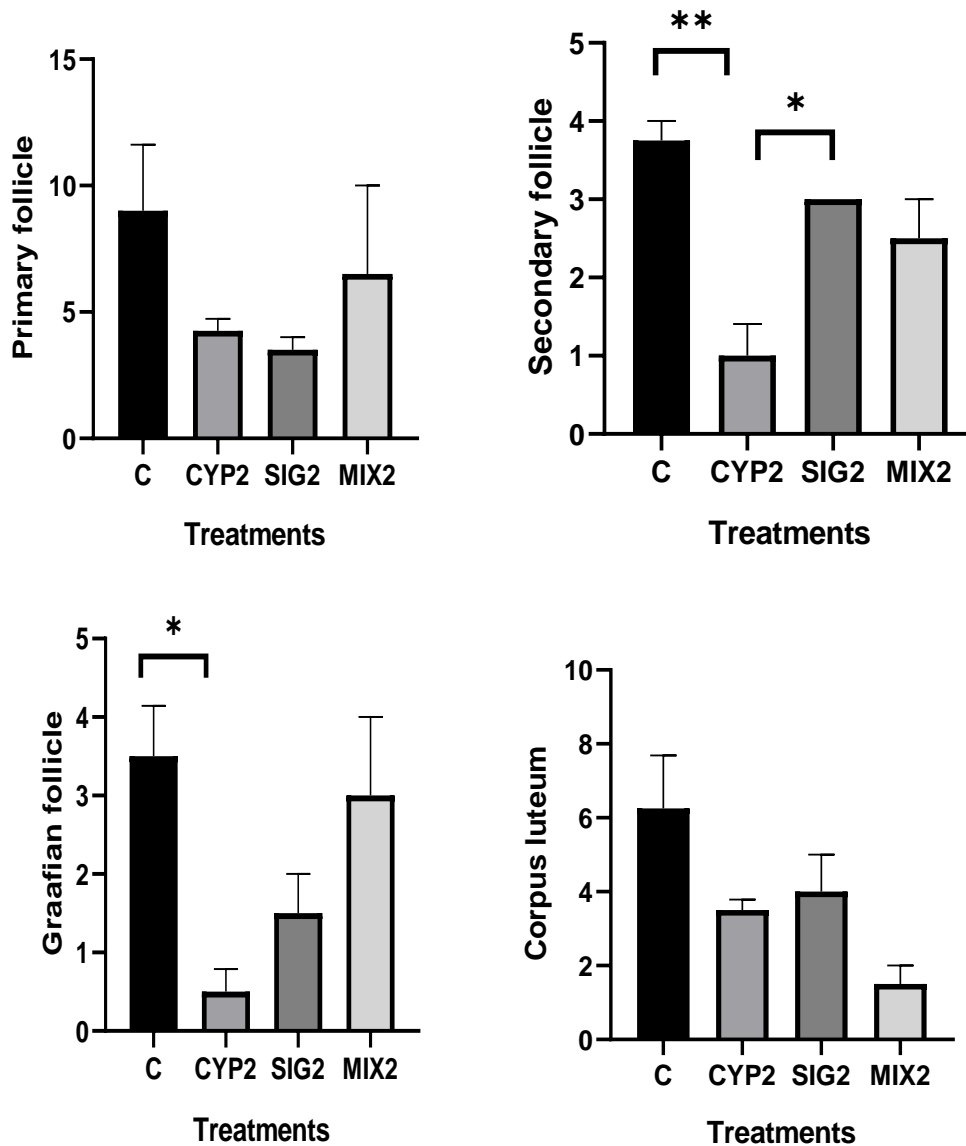 Primary follicle
15
10
5
0
C CYP2 SIG2 MIX2
Treatments
**
*
Secondary follicle
5
4
3
2
1
0
C CYP2 SIG2 MIX2
Treatments
*
Graafian follicle
5
4
3
2
1
0
C CYP2 SIG2 MIX2
Treatments
Corpus luteum
10
8
6
4
2
0
C CYP2 SIG2 MIX2
Treatments